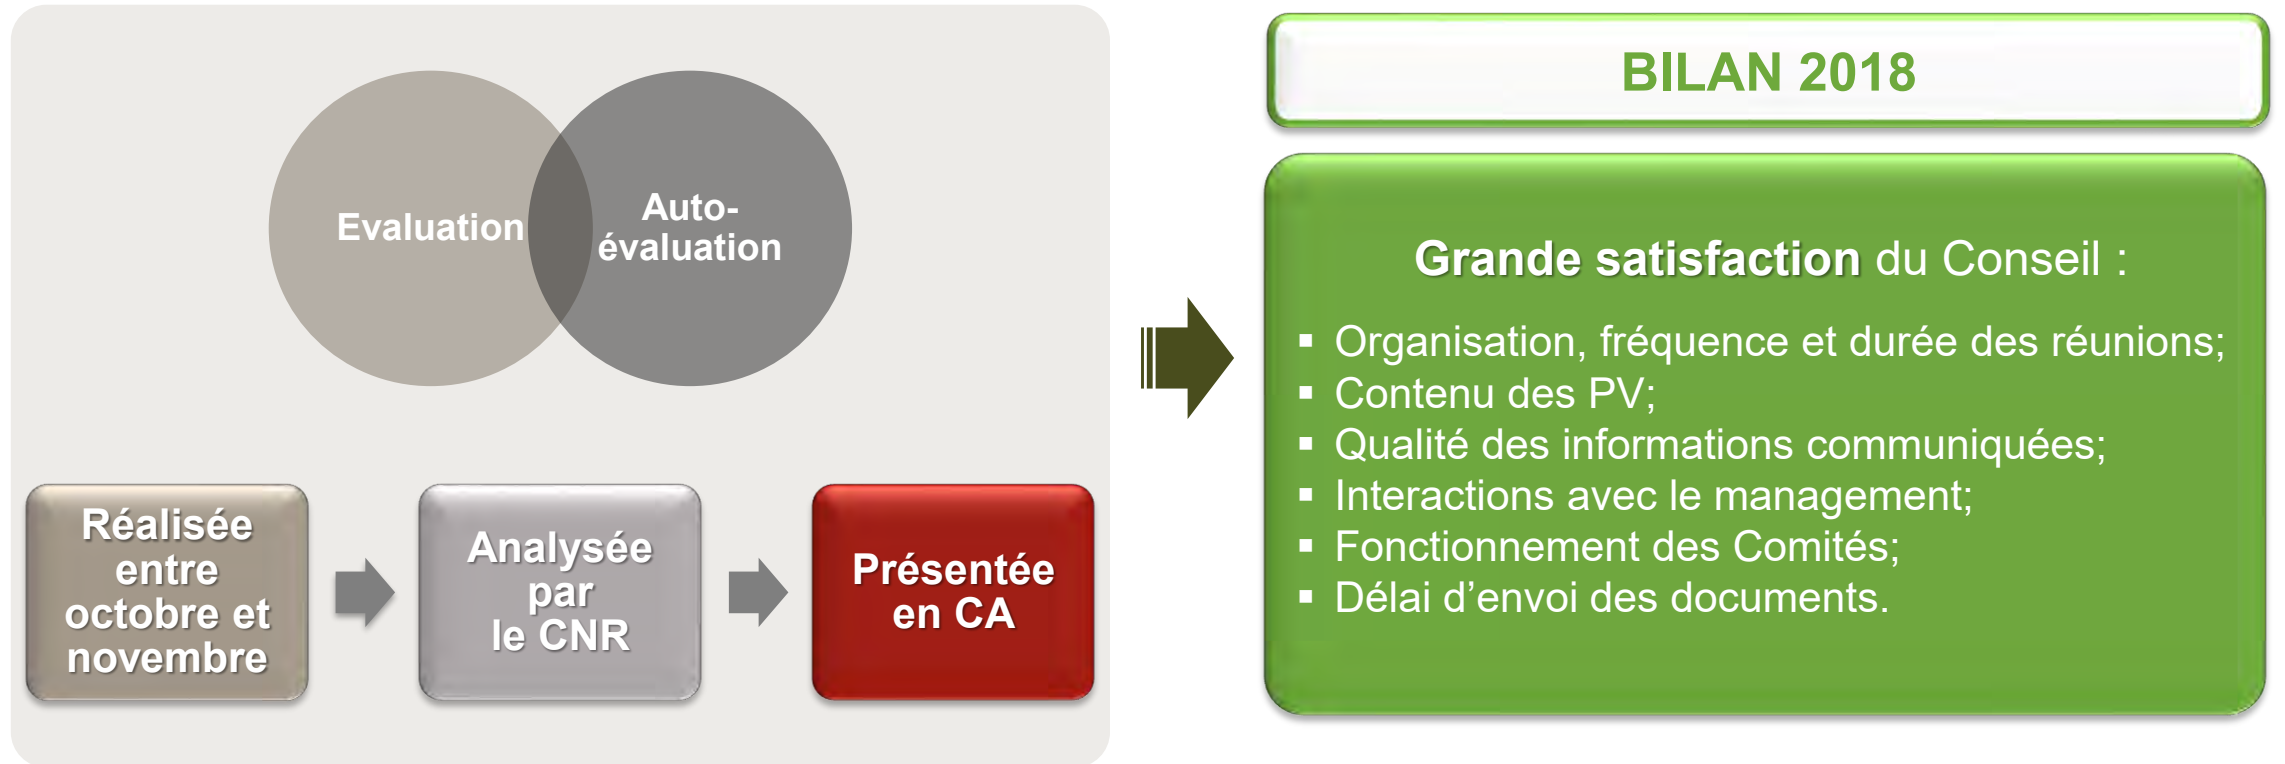 Evaluation
Auto-
évaluation
Réalisée
entre
octobre et
novembre
Analysée
par
le CNR
Présentée
en CA
BILAN 2018
Grande satisfaction du Conseil :
▪ Organisation, fréquence et durée des réunions;
▪ Contenu des PV;
▪ Qualité des informations communiquées;
▪ Interactions avec le management;
▪ Fonctionnement des Comités;
▪ Délai d’envoi des documents.